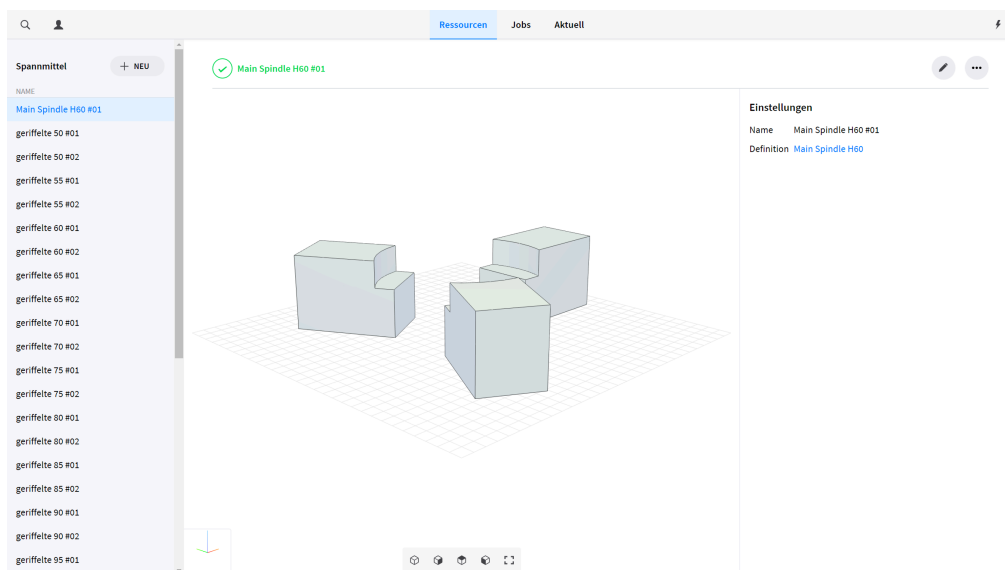 Ressourcen Jobs Aktuell
Spannmittel + NEU
NAME
Main Spindle H60 #01
geriffelte 50 #01
geriffelte 50 #02
geriffelte 55 #01
geriffelte 55 #02
geriffelte 60 #01
geriffelte 60 #02
geriffelte 65 #01
geriffelte 65 #02
geriffelte 70 #01
geriffelte 70 #02
geriffelte 75 #01
geriffelte 75 #02
geriffelte 80 #01
geriffelte 80 #02
geriffelte 85 #01
geriffelte 85 #02
geriffelte 90 #01
geriffelte 90 #02
geriffelte 95 #01
Main Spindle H60 #01
Einstellungen
Name Main Spindle H60 #01
Definition Main Spindle H60